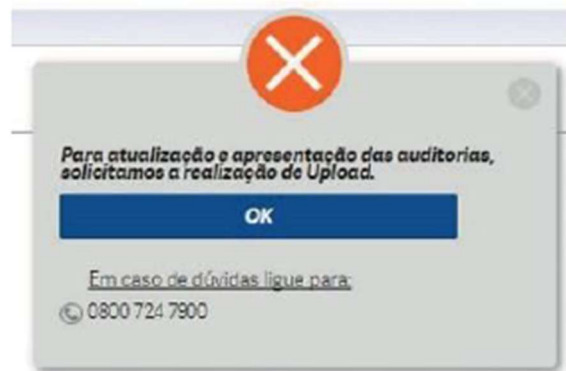 Para atualização e apresentação das auditorias,
solicitamos a realização de Upload.
OK
Em caso de dúvidas ligue para:
0800 724 7900